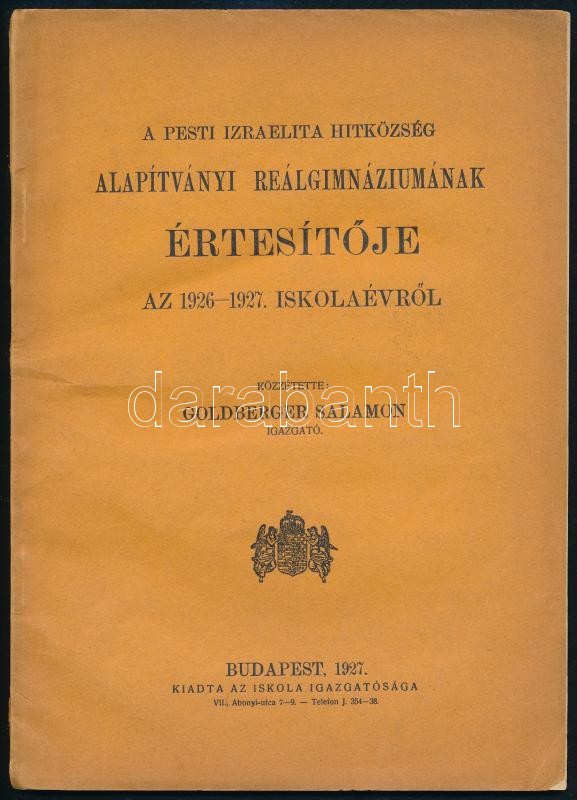 A PESTI IZRAELITA HITKÖZSÉG
ALAPÍTVÁNYI REÁLGIMNÁZIUMÁNAK
ÉRTESÍTŐJE
AZ 1926—1927. ISKOLAÉVRŐL
KÖZZÉTETTE:
darabanth
GOLDBERGER SALAMON
IGAZGATÓ.
BUDAPEST, 1927.
KIADTA AZ ISKOLA IGAZGATÓSÁGA
VII., Abonyi-utca 7—9. — Telefon J. 354—38.